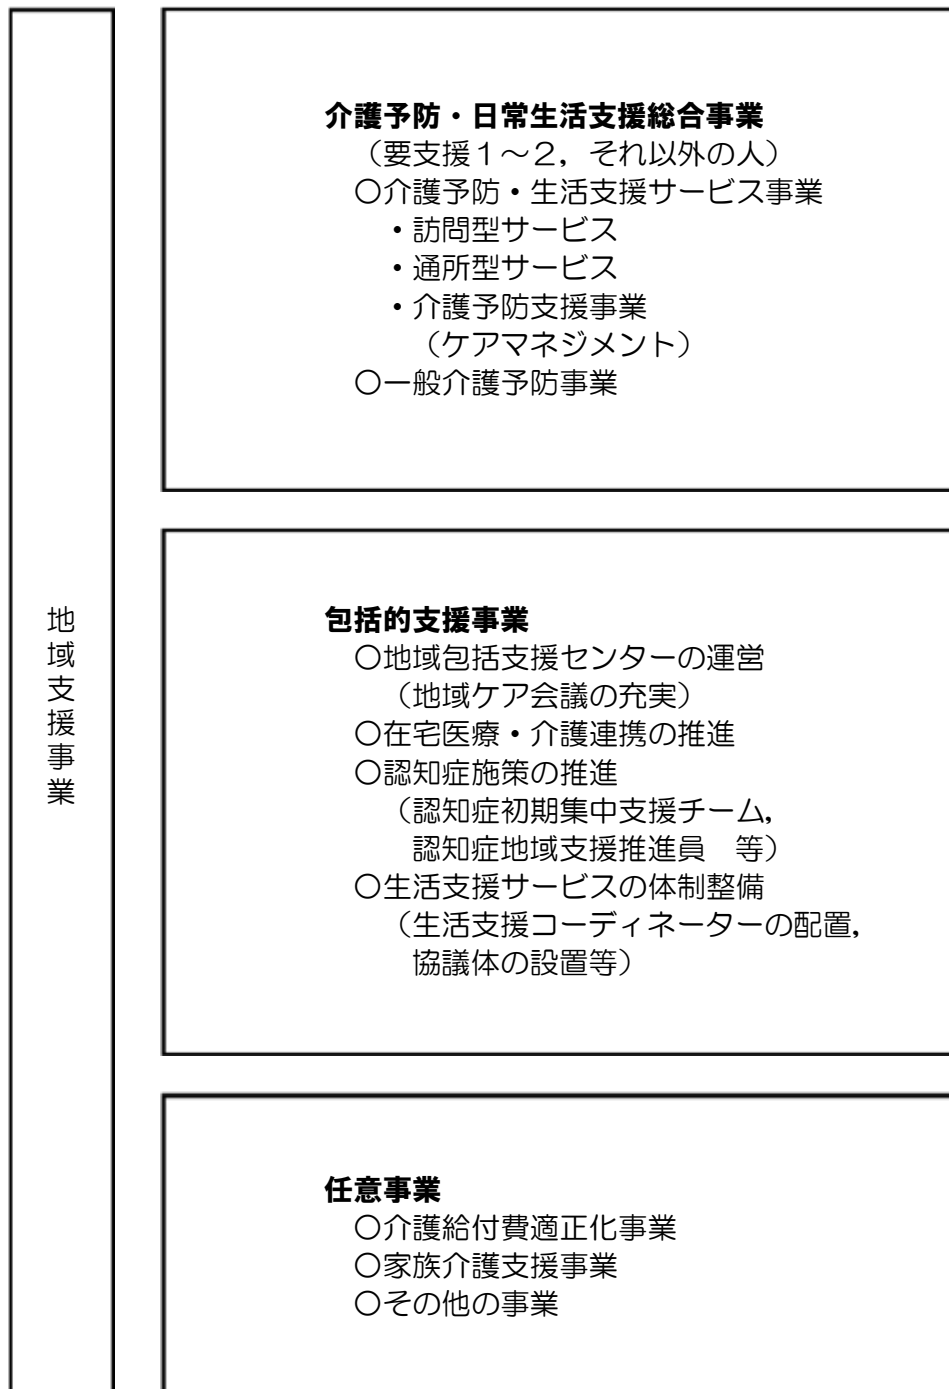 地域支援事業
介護予防・日常生活支援総合事業
（要支援１～２，それ以外の人）
○介護予防・生活支援サービス事業
・訪問型サービス
・通所型サービス
・介護予防支援事業
（ケアマネジメント）
○一般介護予防事業
包括的支援事業
○地域包括支援センターの運営
（地域ケア会議の充実）
○在宅医療・介護連携の推進
○認知症施策の推進
（認知症初期集中支援チーム，
認知症地域支援推進員　等）
○生活支援サービスの体制整備
（生活支援コーディネーターの配置，
協議体の設置等）
任意事業
○介護給付費適正化事業
○家族介護支援事業
○その他の事業